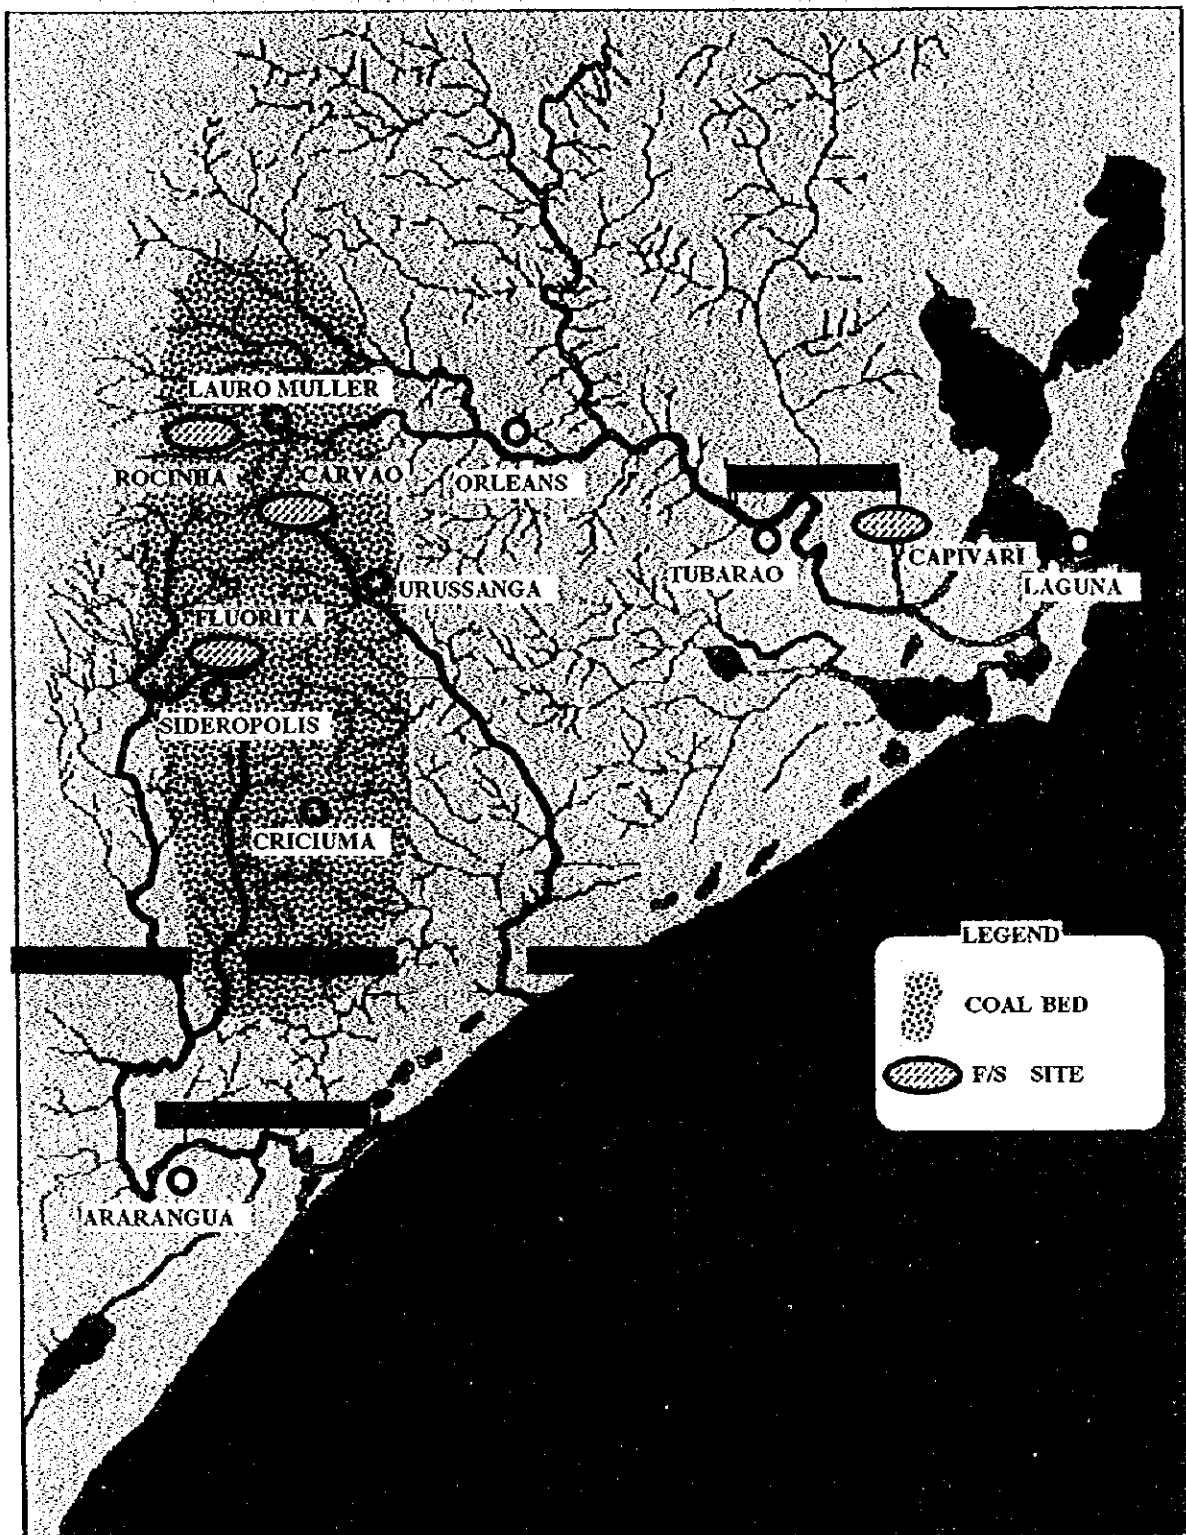 LAURO MULLER
ROCINHA
CARVAO
ORLEANS
TUBARAO
CAPIVARI
LAGUNA
URUSSANGA
FLUORITA
SIDEROPOLIS
CRICIUMA
LEGEND
COAL BED
F/S SITE
ARARANGUA